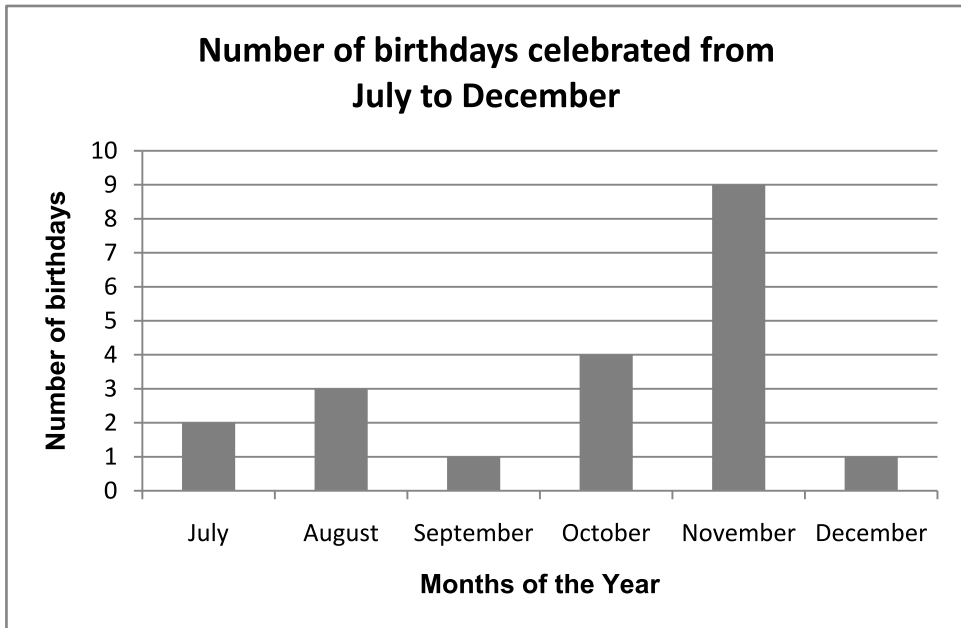 Number of birthdays celebrated from
July to December
Number of birthdays
10
9
8
7
6
5
4
3
2
1
0
July August September October November December
Months of the Year